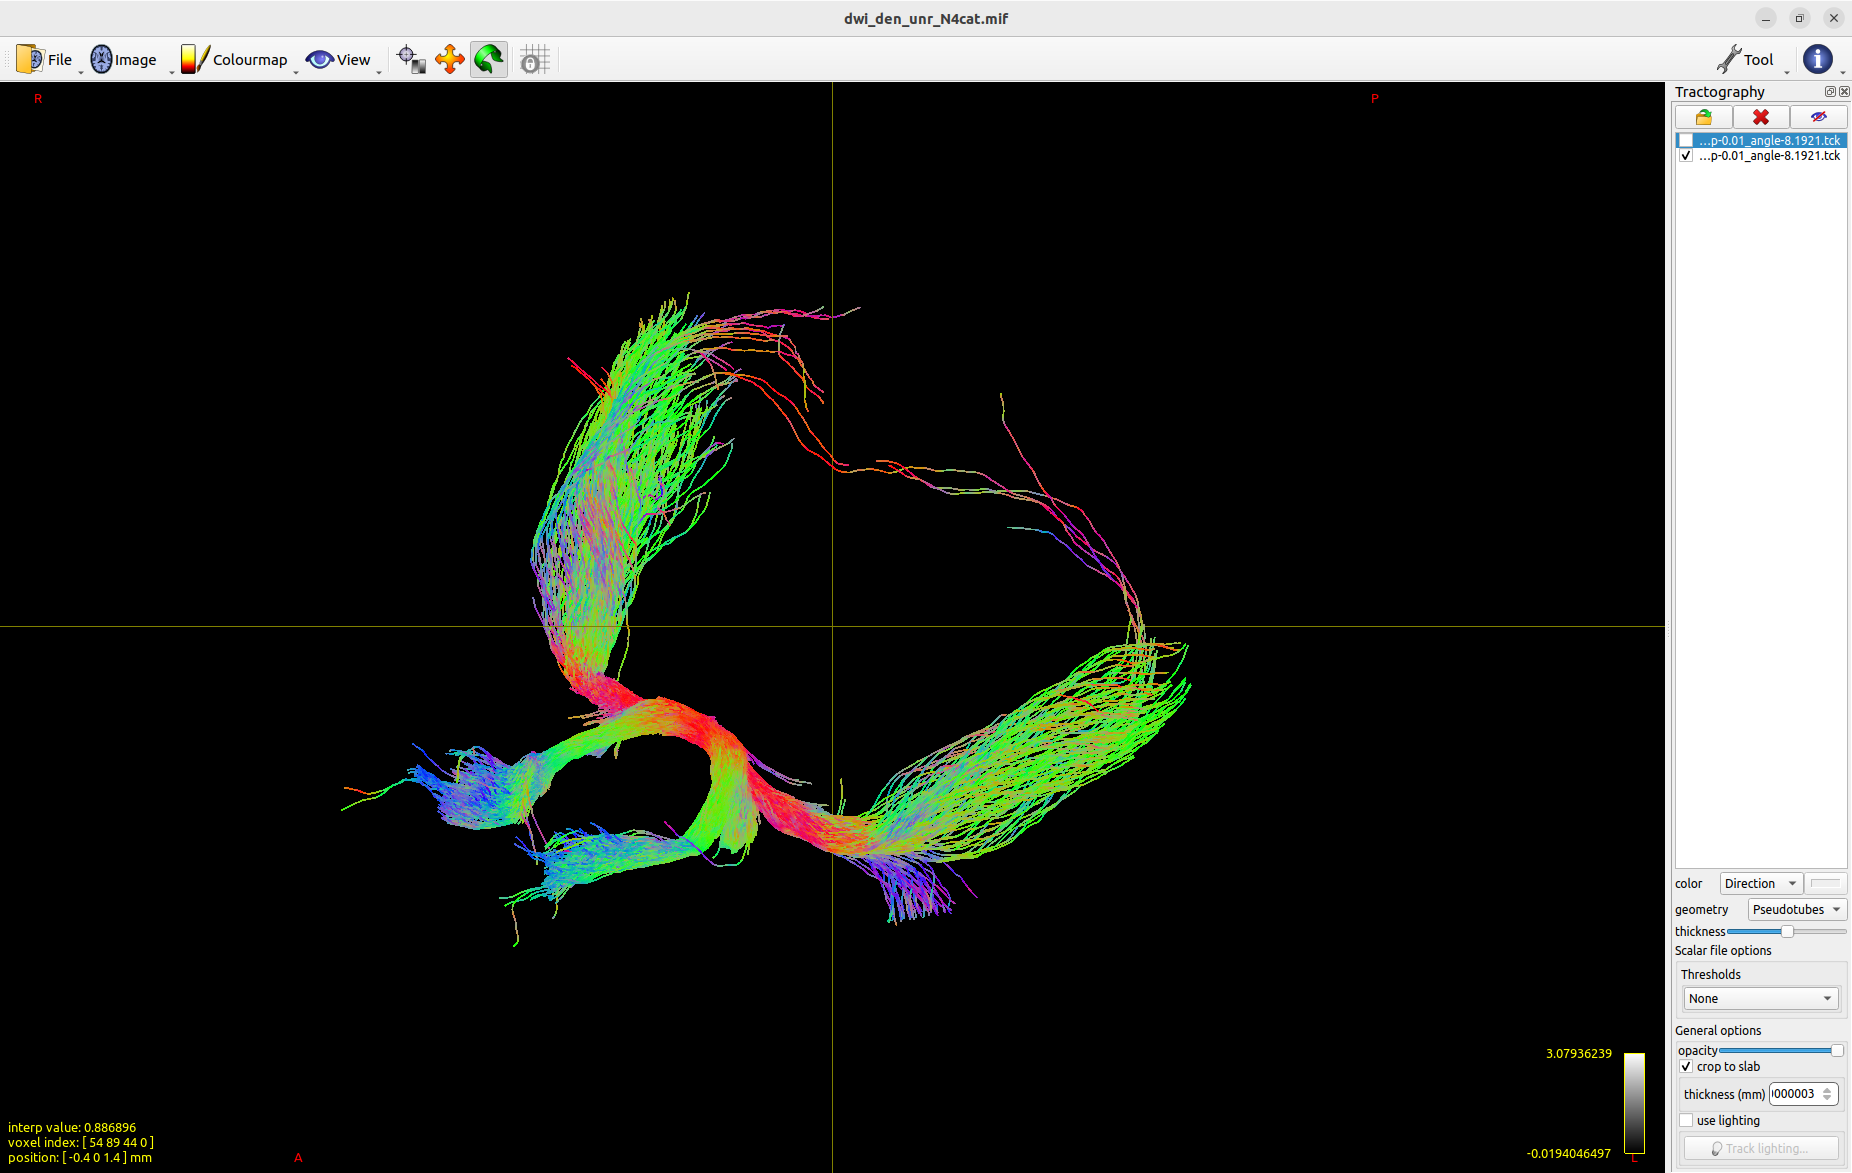 dwi_den_unr_N4cat.mif
File Image Colourmap View Tool
R P
Tractography
...p-0.01_angle-8.1921.tck
...p-0.01_angle-8.1921.tck
color Direction
geometry Pseudotubes
thickness
Scalar file options
Thresholds
None
General options
opacity
crop to slab
thickness (mm) 000003
use lighting
Track lighting...
3.07936239
-0.0194046497
interp value: 0.886896
voxel index: [ 54 89 44 0 ]
position: [ -0.4 0 1.4 ] mm
A L